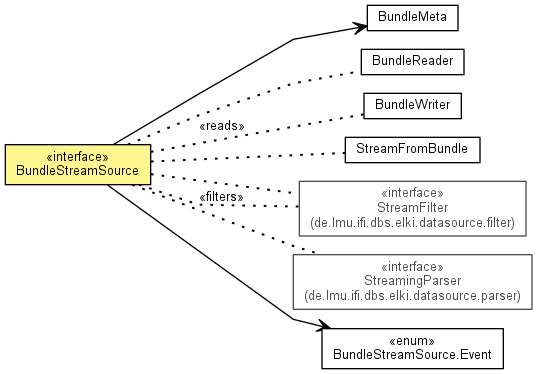 BundleMeta
BundleReader
«reads»
BundleWriter
«interface»
BundleStreamSource
StreamFromBundle
«filters»
«interface»
StreamFilter
(de.lmu.ifi.dbs.elki.datasource.filter)
«interface»
StreamingParser
(de.lmu.ifi.dbs.elki.datasource.parser)
«enum»
BundleStreamSource.Event